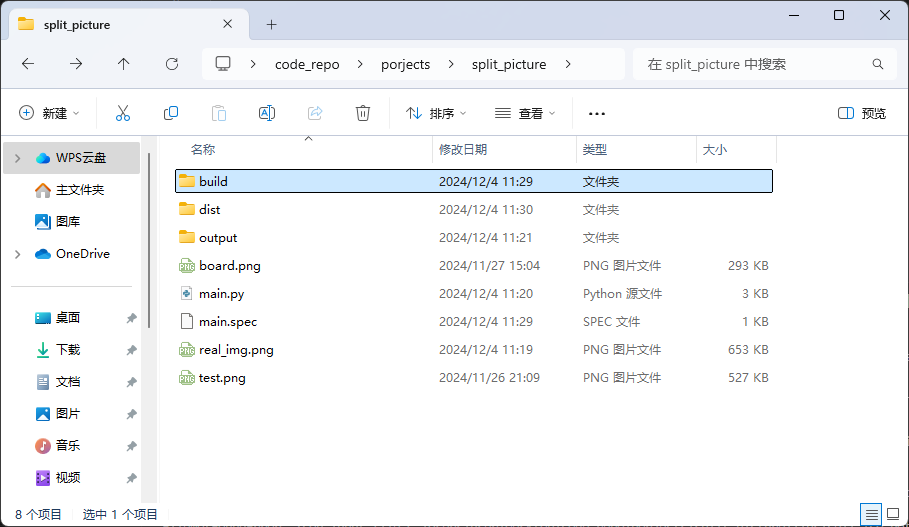 split_picture
code_repo porjects split_picture
在 split_picture 中搜索
新建 排序 查看 预览
名称 修改日期 类型 大小
WPS云盘
主文件夹
图库
OneDrive
桌面
下载
文档
图片
音乐
视频
build 2024/12/4 11:29 文件夹
dist 2024/12/4 11:30 文件夹
output 2024/12/4 11:21 文件夹
board.png 2024/11/27 15:04 PNG 图片文件 293 KB
main.py 2024/12/4 11:20 Python 源文件 3 KB
main.spec 2024/12/4 11:29 SPEC 文件 1 KB
real_img.png 2024/12/4 11:19 PNG 图片文件 653 KB
test.png 2024/11/26 21:09 PNG 图片文件 527 KB
8 个项目 选中 1 个项目